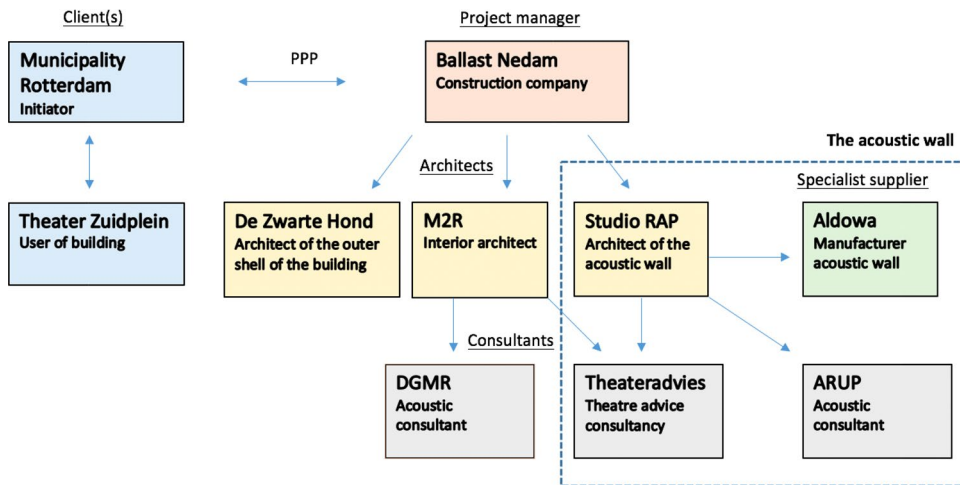 Client(s)
Project manager
Municipality
Rotterdam
Initiator
PPP
Ballast Nedam
Construction company
Architects
The acoustic wall
Specialist supplier
Theater Zuidplein
User of building
De Zwarte Hond
Architect of the outer
shell of the building
M2R
Interior architect
Studio RAP
Architect of the
acoustic wall
Aldowa
Manufacturer
acoustic wall
Consultants
DGMR
Acoustic
consultant
Theateradvies
Theatre advice
consultancy
ARUP
Acoustic
consultant